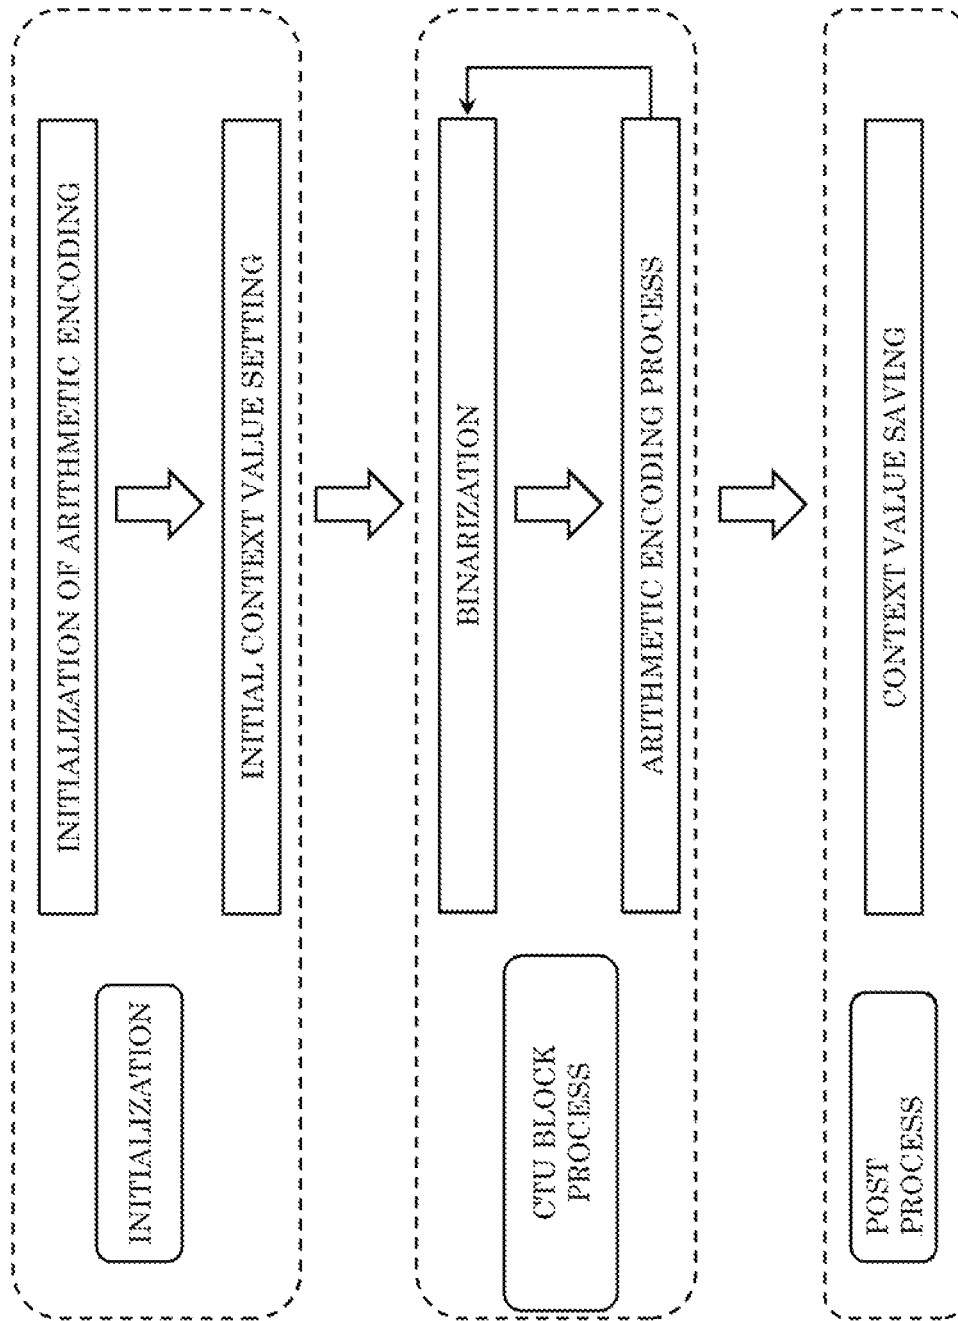 INITIALIZATION
INITIALIZATION OF ARITHMETIC ENCODING
INITIAL CONTEXT VALUE SETTING
CTU BLOCK
PROCESS
BINARIZATION
ARITHMETIC ENCODING PROCESS
POST
PROCESS
CONTEXT VALUE SAVING